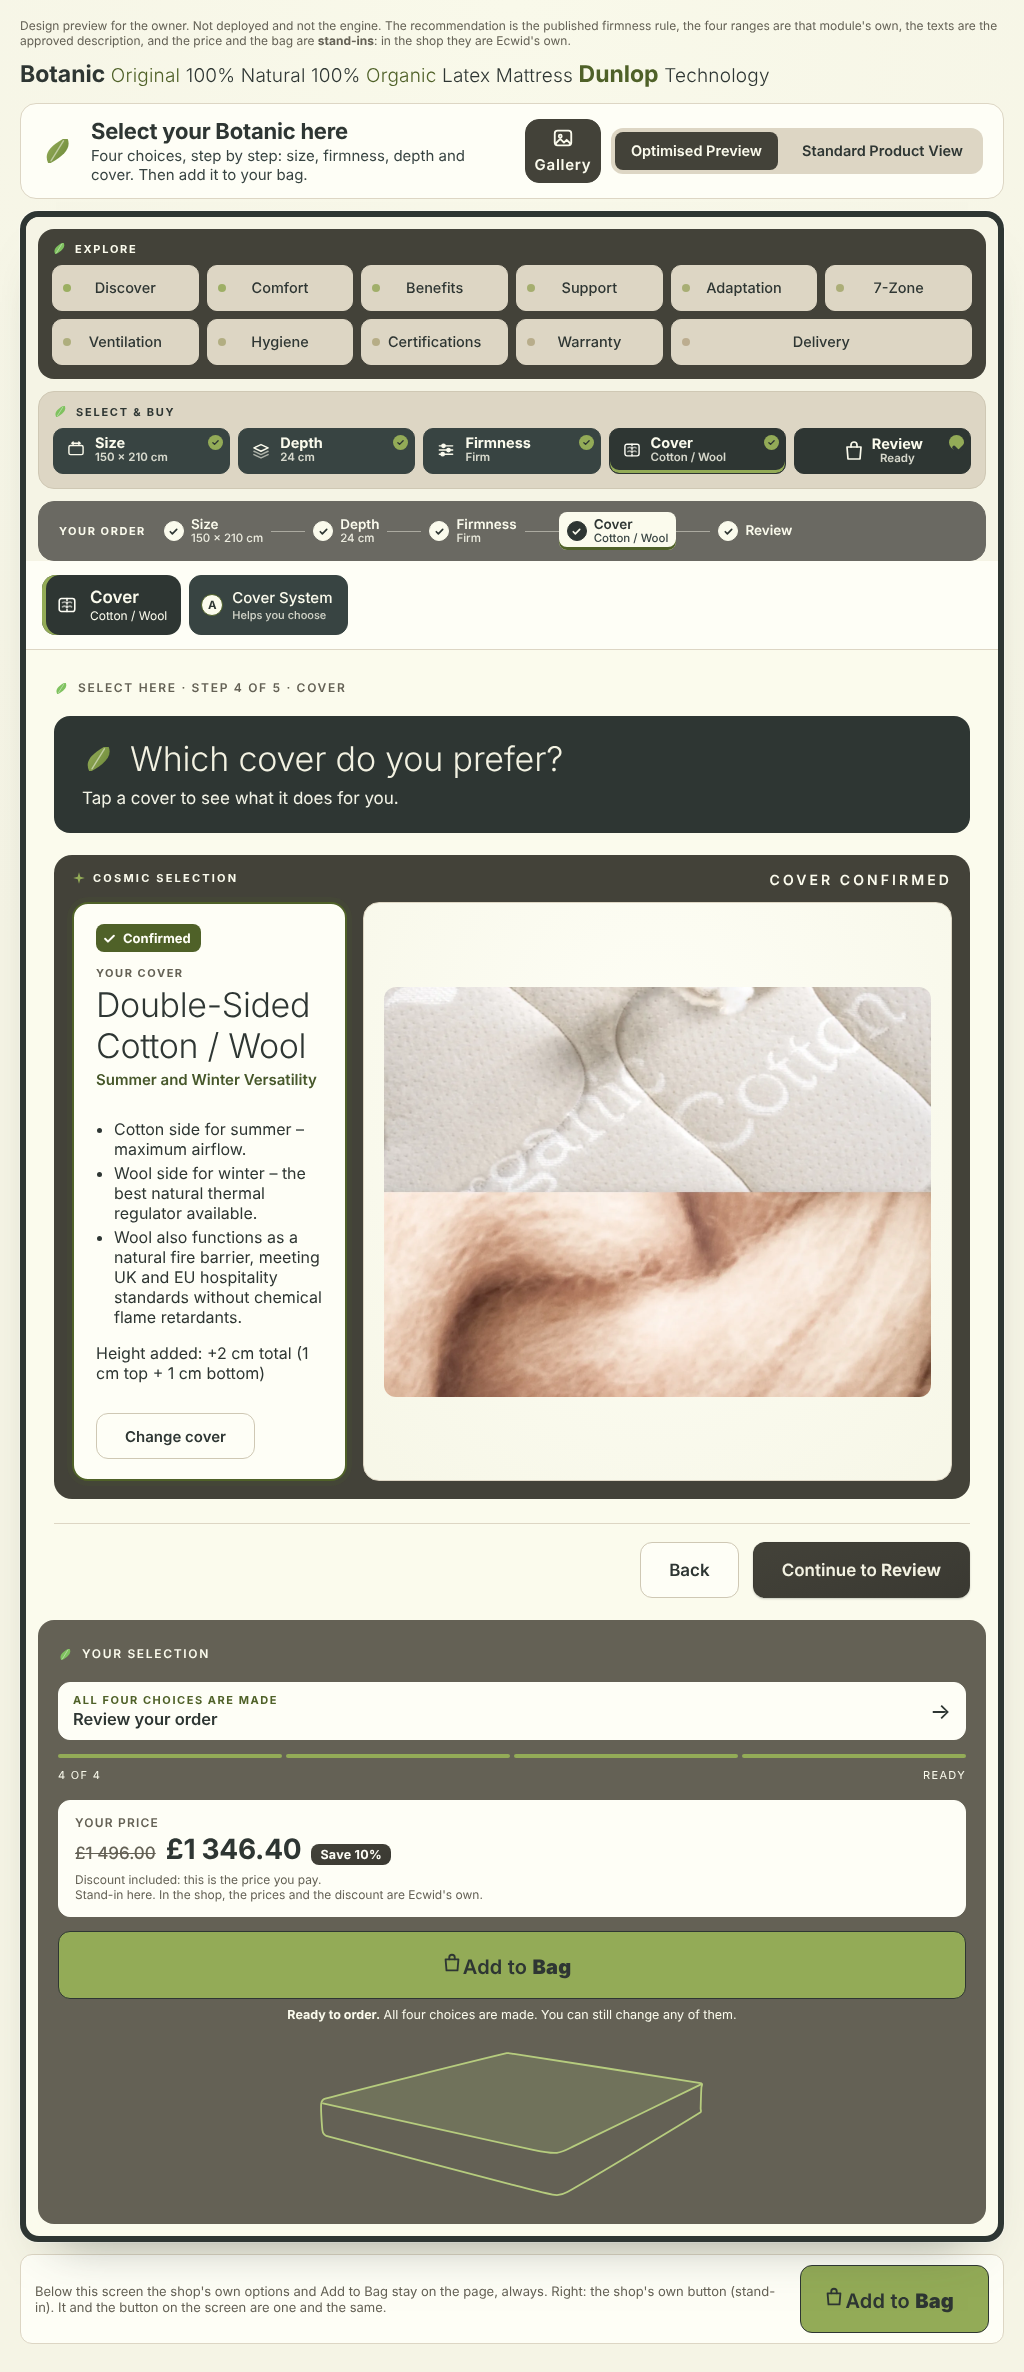 Design preview for the owner. Not deployed and not the engine. The recommendation is the published firmness rule, the four ranges are that module's own, the texts are the
approved description, and the price and the bag are stand-ins: in the shop they are Ecwid's own.
Botanic Original 100% Natural 100% Organic Latex Mattress Dunlop Technology
Select your Botanic here
Four choices, step by step: size, firmness, depth and
cover. Then add it to your bag.
Gallery
Optimised Preview
Standard Product View
EXPLORE
Discover
Comfort
Benefits
Support
Adaptation
7-Zone
Ventilation
Hygiene
Certifications
Warranty
Delivery
SELECT & BUY
Size
150 × 210 cm
Depth
24 cm
Firmness
Firm
Cover
Cotton / Wool
Review
Ready
YOUR ORDER
Size
150 × 210 cm
Depth
24 cm
Firmness
Firm
Cover
Cotton / Wool
Review
Cover
Cotton / Wool
A
Cover System
Helps you choose
SELECT HERE · STEP 4 OF 5 · COVER
Which cover do you prefer?
Tap a cover to see what it does for you.
COSMIC SELECTION
COVER CONFIRMED
Confirmed
YOUR COVER
Double-Sided
Cotton / Wool
Summer and Winter Versatility
• Cotton side for summer –
maximum airflow.
• Wool side for winter – the
best natural thermal
regulator available.
• Wool also functions as a
natural fire barrier, meeting
UK and EU hospitality
standards without chemical
flame retardants.
Height added: +2 cm total (1
cm top + 1 cm bottom)
Change cover
ganic Cotton
Back
Continue to Review
YOUR SELECTION
ALL FOUR CHOICES ARE MADE
Review your order
4 OF 4
READY
YOUR PRICE
£1 496.00 £1 346.40 Save 10%
Discount included: this is the price you pay.
Stand-in here. In the shop, the prices and the discount are Ecwid's own.
Add to Bag
Ready to order. All four choices are made. You can still change any of them.
Below this screen the shop's own options and Add to Bag stay on the page, always. Right: the shop's own button (stand-
in). It and the button on the screen are one and the same.
Add to Bag